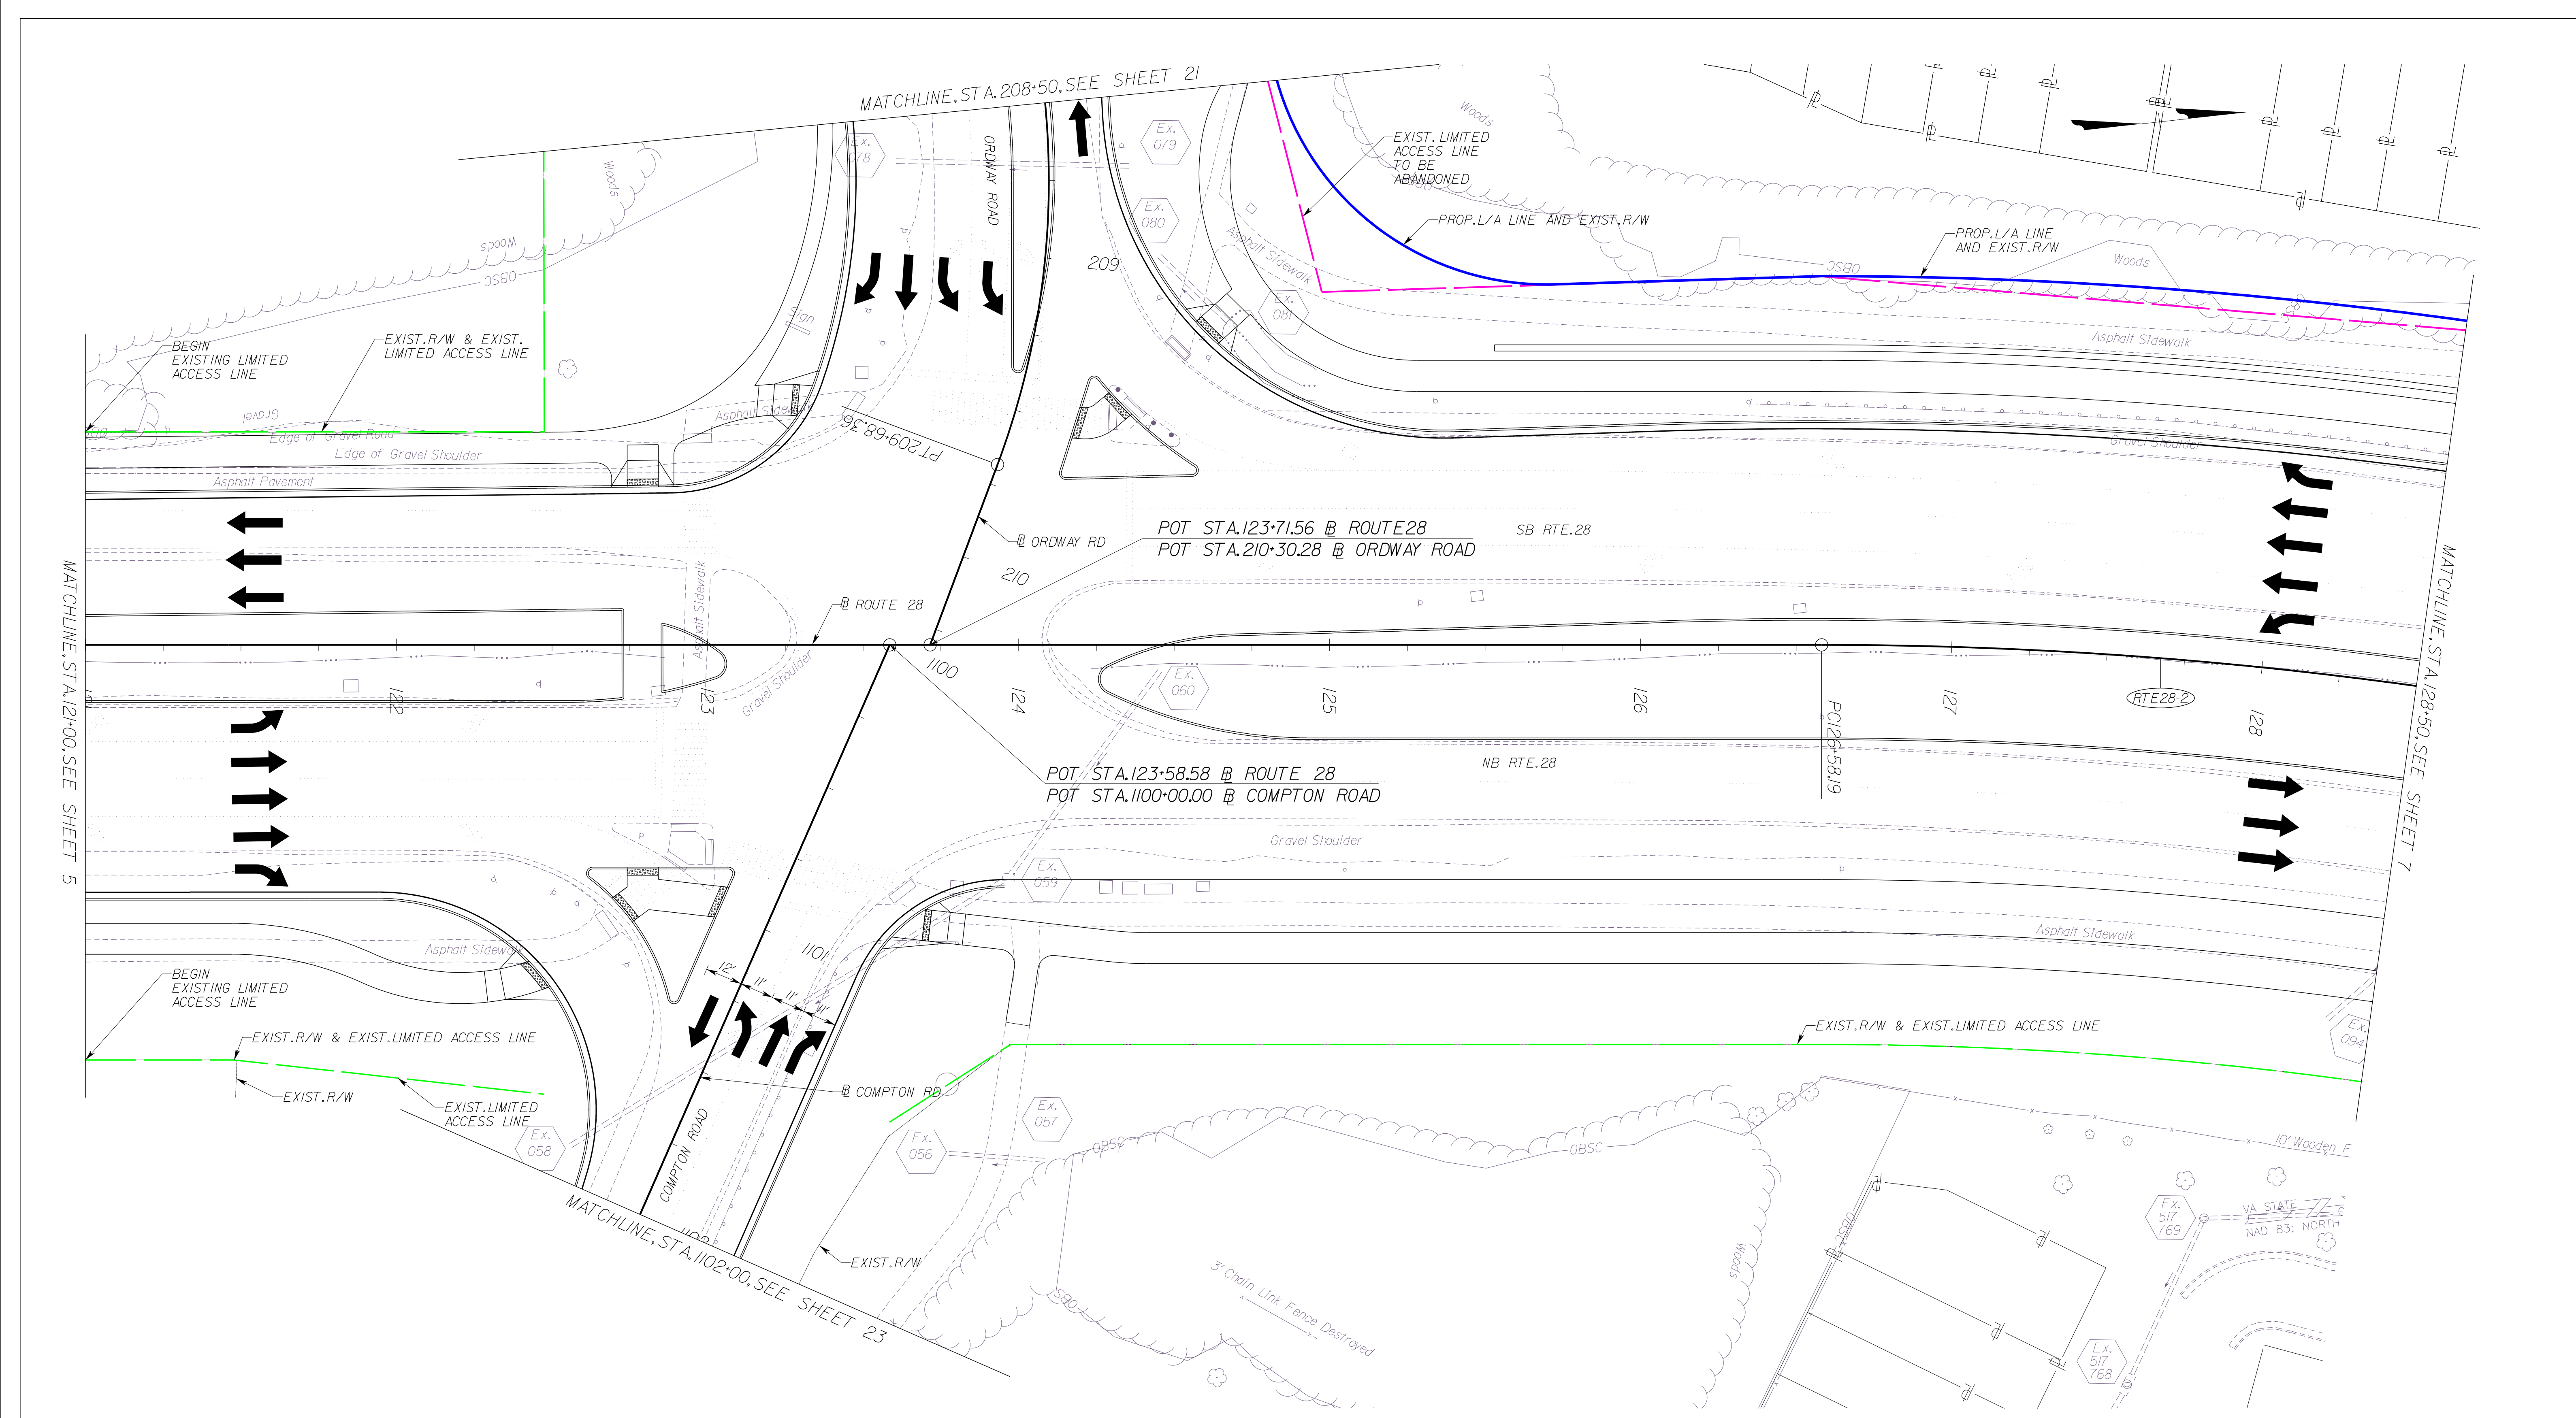 MATCHLINE, STA. 208+50, SEE SHEET 21
Woods
Ex.
078
ORDWAY ROAD
Ex.
079
Ex.
080
Woods
EXIST. LIMITED
ACCESS LINE
TO BE
ABANDONED
PROP. L/A LINE AND EXIST. R/W
PROP. L/A LINE
AND EXIST. R/W
Woods
OBSC
Woods
OBSC
209
Asphalt Sidewalk
Ex.
081
Sign
Asphalt Sidewalk
BEGIN
EXISTING LIMITED
ACCESS LINE
EXIST. R/W & EXIST.
LIMITED ACCESS LINE
Gravel
Edge of Gravel Road
Edge of Gravel Shoulder
Asphalt Pavement
Asphalt Sidewalk
PT 209+68.36
Gravel Shoulder
POT STA. 123+71.56 BL ROUTE 28
POT STA. 210+30.28 BL ORDWAY ROAD
SB RTE. 28
BL ORDWAY RD
210
BL ROUTE 28
Asphalt Sidewalk
Gravel Shoulder
MATCHLINE, STA. 121+00, SEE SHEET 5
MATCHLINE, STA. 128+50, SEE SHEET 7
1100
Ex.
060
122
123
124
125
126
127
128
PC 126+58.19
RTE28-2
POT STA. 123+58.58 BL ROUTE 28
POT STA. 1100+00.00 BL COMPTON ROAD
NB RTE. 28
Gravel Shoulder
Ex.
059
Asphalt Sidewalk
Asphalt Sidewalk
1101
12'
11'
11'
11'
BEGIN
EXISTING LIMITED
ACCESS LINE
EXIST. R/W & EXIST. LIMITED ACCESS LINE
EXIST. R/W
EXIST. LIMITED
ACCESS LINE
EXIST. R/W & EXIST. LIMITED ACCESS LINE
Ex.
094
BL COMPTON RD
COMPTON ROAD
Ex.
058
Ex.
057
Ex.
056
OBSC
OBSC
10' Wooden F
MATCHLINE, STA. 1102+00, SEE SHEET 23
EXIST. R/W
3' Chain Link Fence Destroyed
Woods
OBSC
Ex.
517-
769
VA STATE
NAD 83; NORTH
Ex.
517-
768